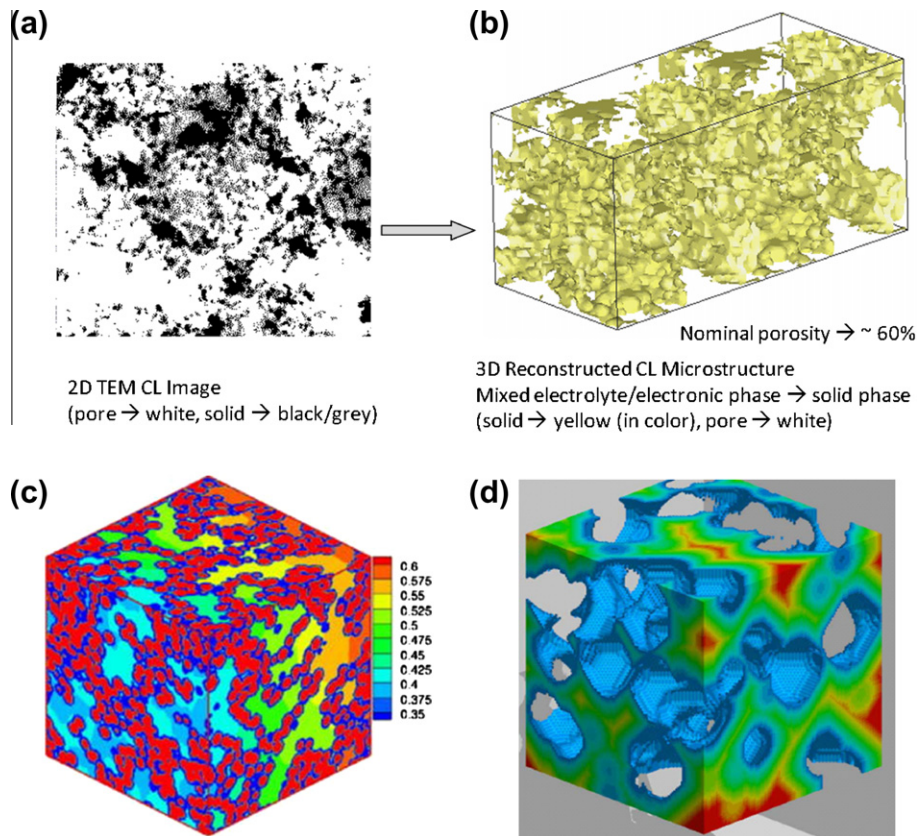 (a)
(b)
Nominal porosity → ~ 60%
2D TEM CL Image
(pore → white, solid → black/grey)
3D Reconstructed CL Microstructure
Mixed electrolyte/electronic phase → solid phase
(solid → yellow (in color), pore → white)
(c)
(d)
0.6
0.575
0.55
0.525
0.5
0.475
0.45
0.425
0.4
0.375
0.35